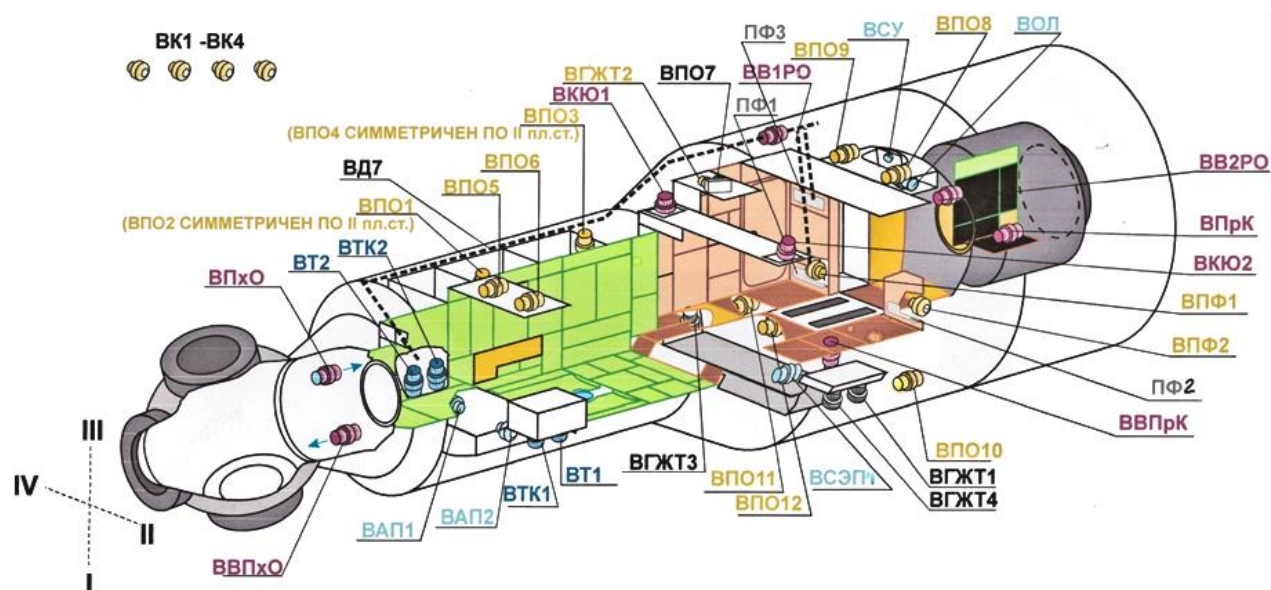 ВК1 -ВК4
ПФ3
ВСУ
ВПО8
ВОЛ
ВПО9
ВГЖТ2
ВПО7
ВВ1РО
ВКЮ1
ПФ1
ВПО3
(ВПО4 СИММЕТРИЧЕН ПО II пл.ст.)
ВД7
ВПО6
ВПО5
ВПО1
(ВПО2 СИММЕТРИЧЕН ПО II пл.ст.)
ВТК2
ВТ2
ВПхО
ВВ2РО
ВПрК
ВКЮ2
ВПФ1
ВПФ2
ПФ2
ВВПрК
III
IV
II
I
ВГЖТ3
ВПО11
ВПО12
ВСЭП1
ВПО10
ВГЖТ1
ВГЖТ4
ВТ1
ВТК1
ВАП2
ВАП1
ВВПхО